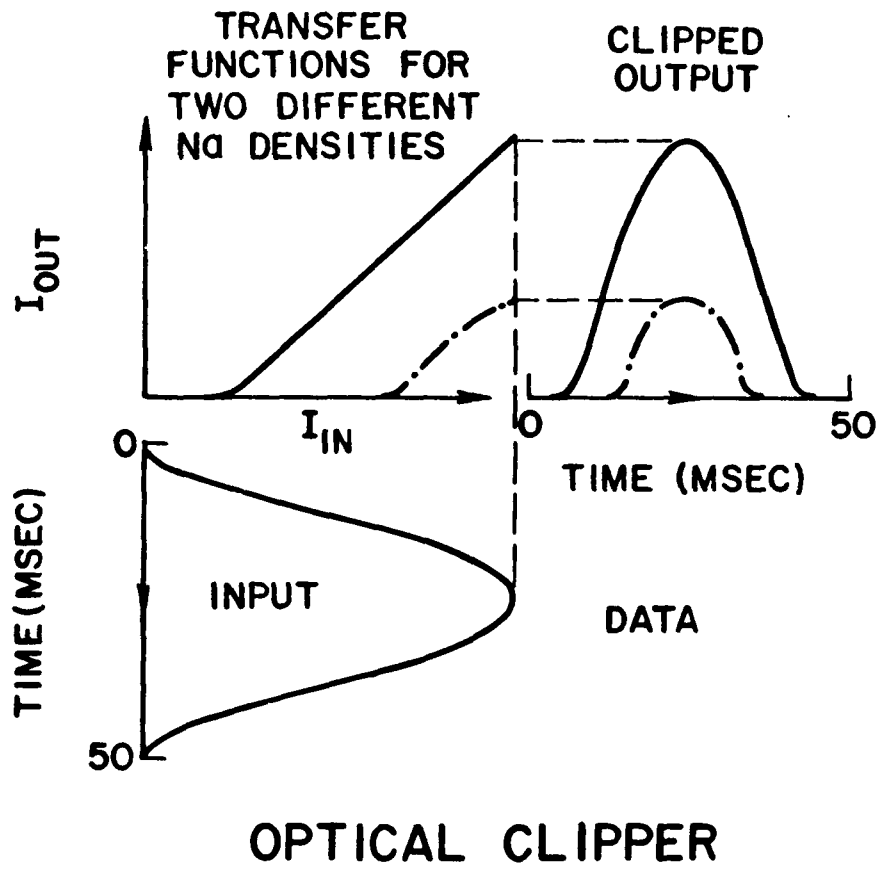 TRANSFER
FUNCTIONS FOR
TWO DIFFERENT
Na DENSITIES
CLIPPED
OUTPUT
IOUT
IIN
0
50
TIME (MSEC)
0
TIME (MSEC)
INPUT
DATA
50
OPTICAL CLIPPER